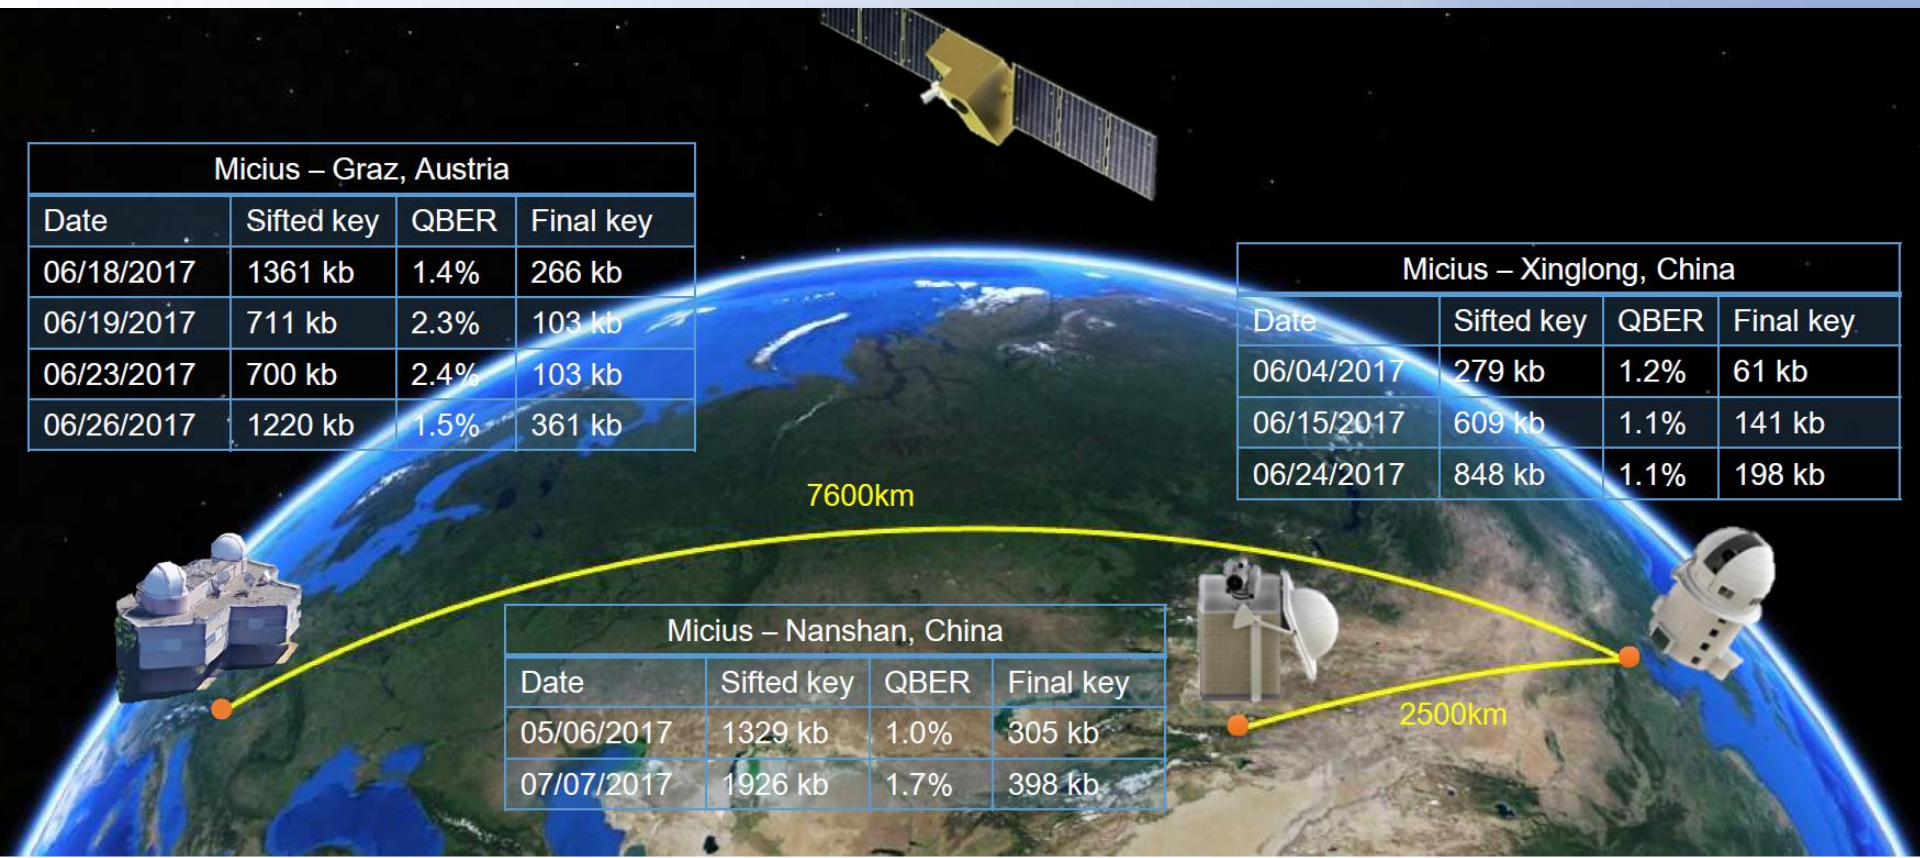 Micius – Graz, Austria
Date Sifted key QBER Final key
06/18/2017 1361 kb 1.4% 266 kb
06/19/2017 711 kb 2.3% 103 kb
06/23/2017 700 kb 2.4% 103 kb
06/26/2017 1220 kb 1.5% 361 kb
Micius – Xinglong, China
Date Sifted key QBER Final key
06/04/2017 279 kb 1.2% 61 kb
06/15/2017 609 kb 1.1% 141 kb
06/24/2017 848 kb 1.1% 198 kb
7600km
Micius – Nanshan, China
Date Sifted key QBER Final key
05/06/2017 1329 kb 1.0% 305 kb
07/07/2017 1926 kb 1.7% 398 kb
2500km